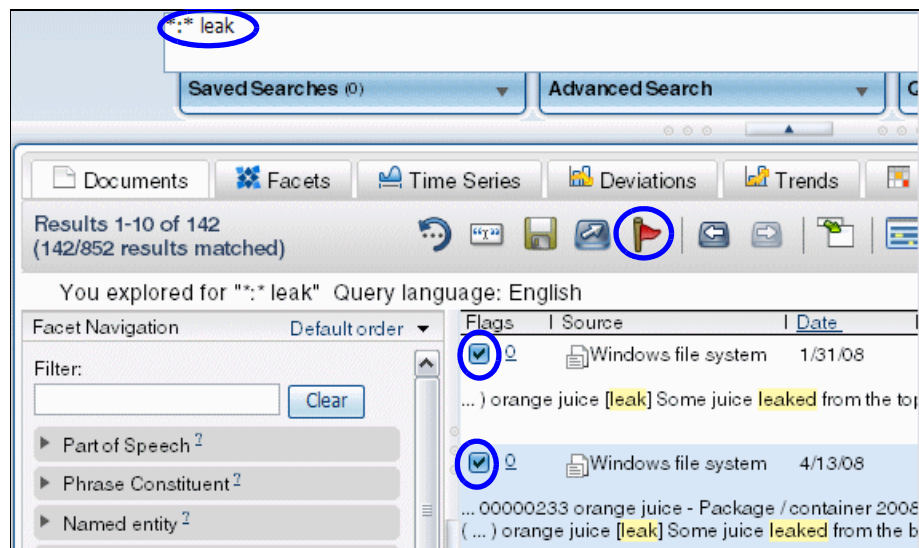 *:* leak
Saved Searches (0) Advanced Search
Documents Facets Time Series Deviations Trends
Results 1-10 of 142
(142/852 results matched)
You explored for "*:* leak" Query language: English
Facet Navigation Default order
Flags Source Date
Filter:
0 Windows file system 1/31/08
Clear
... ) orange juice [leak] Some juice leaked from the top
Part of Speech ?
0 Windows file system 4/13/08
Phrase Constituent ?
... 00000233 orange juice - Package / container 2008
Named entity ?
( ... ) orange juice [leak] Some juice leaked from the b